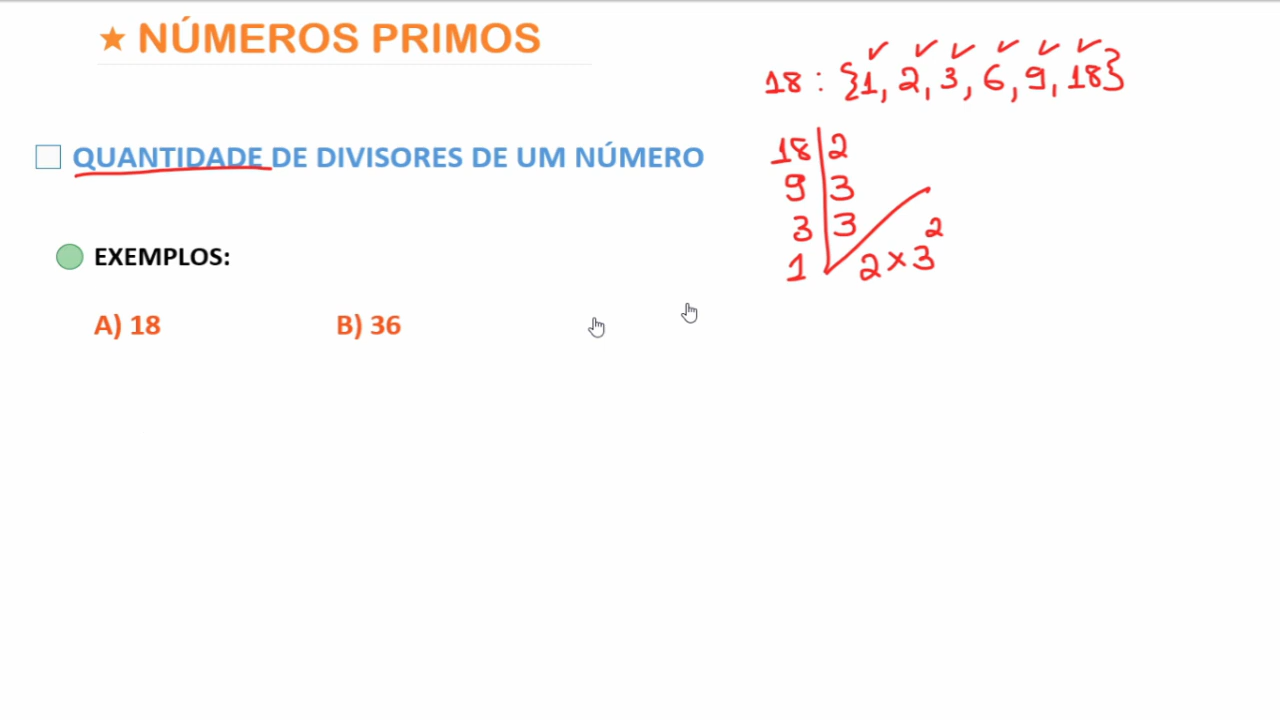 ★ NÚMEROS PRIMOS
18 : {1, 2, 3, 6, 9, 18}
QUANTIDADE DE DIVISORES DE UM NÚMERO
18 | 2
9 | 3
3 | 3
1 2 × 3²
EXEMPLOS:
A) 18 B) 36